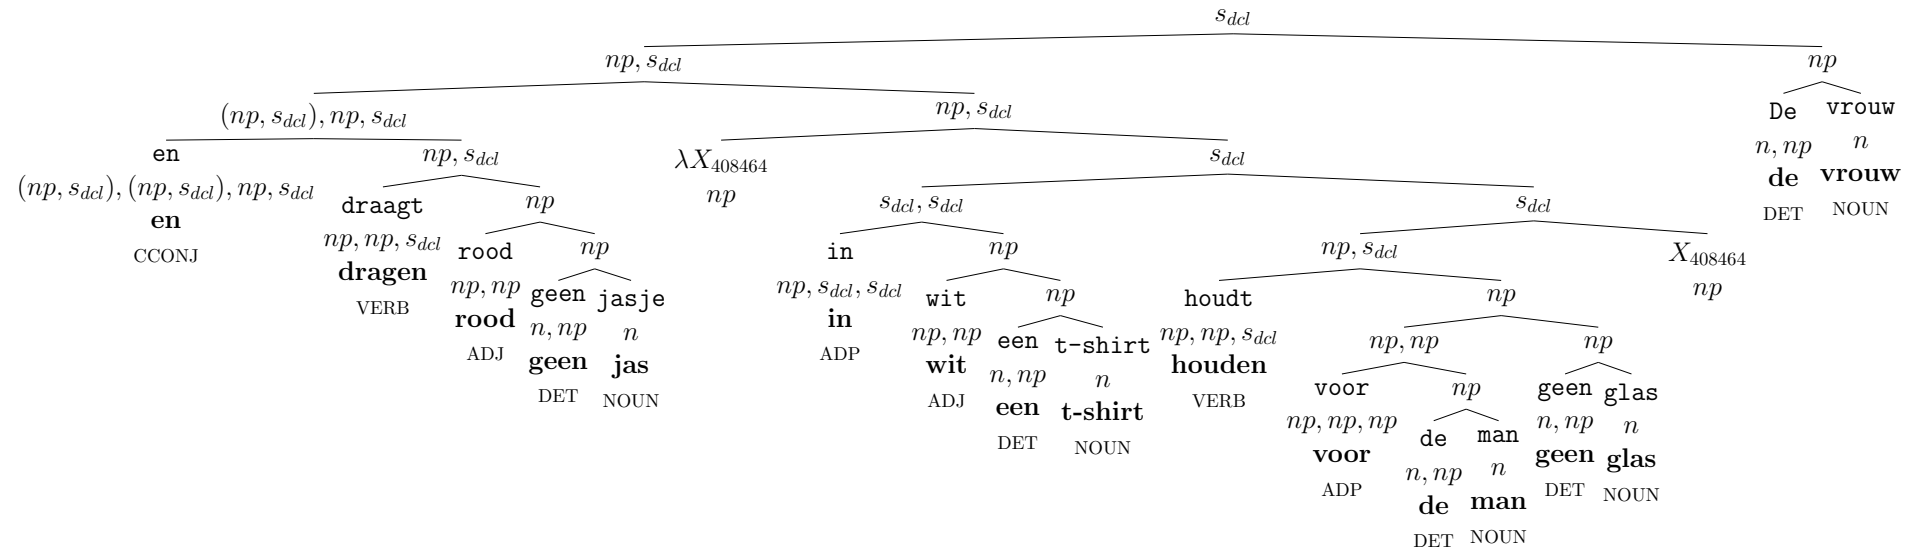 s_dcl
np, s_dcl np
(np, s_dcl), np, s_dcl np, s_dcl De vrouw
n, np n
de vrouw
DET NOUN
en np, s_dcl λX_408464 s_dcl
(np, s_dcl), (np, s_dcl), np, s_dcl np
en
CCONJ
draagt np s_dcl, s_dcl s_dcl
np, np, s_dcl
dragen
VERB
rood np in np np, s_dcl X_408464
np, np np, s_dcl, s_dcl np
rood in
ADJ ADP
geen jasje wit np houdt np
n, np n np, np np, np, s_dcl
geen jas wit houden
DET NOUN ADJ VERB
een t-shirt np, np np
n, np n
een t-shirt
DET NOUN
voor np geen glas
np, np, np n, np n
voor geen glas
ADP DET NOUN
de man
n, np n
de man
DET NOUN